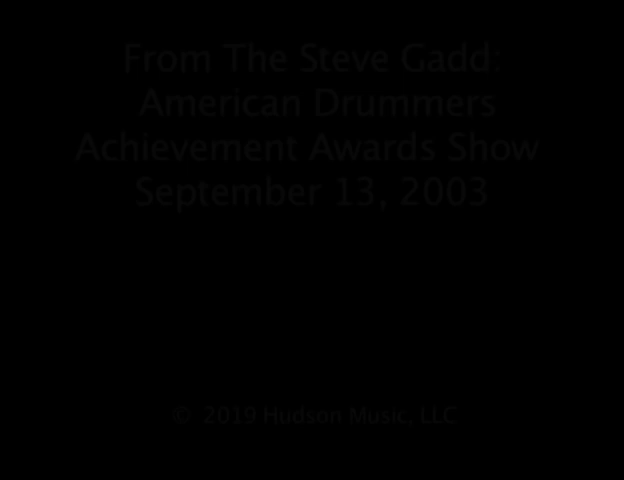 From The Steve Gadd:
American Drummers
Achievement Awards Show
September 13, 2003
© 2019 Hudson Music, LLC